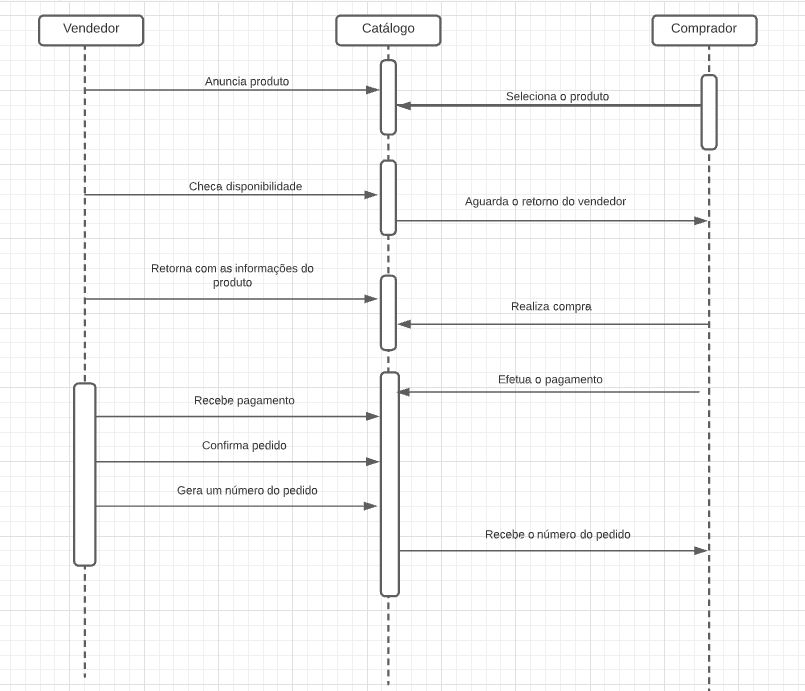 Vendedor
Catálogo
Comprador
Anuncia produto
Seleciona o produto
Checa disponibilidade
Aguarda o retorno do vendedor
Retorna com as informações do
produto
Realiza compra
Efetua o pagamento
Recebe pagamento
Confirma pedido
Gera um número do pedido
Recebe o número do pedido